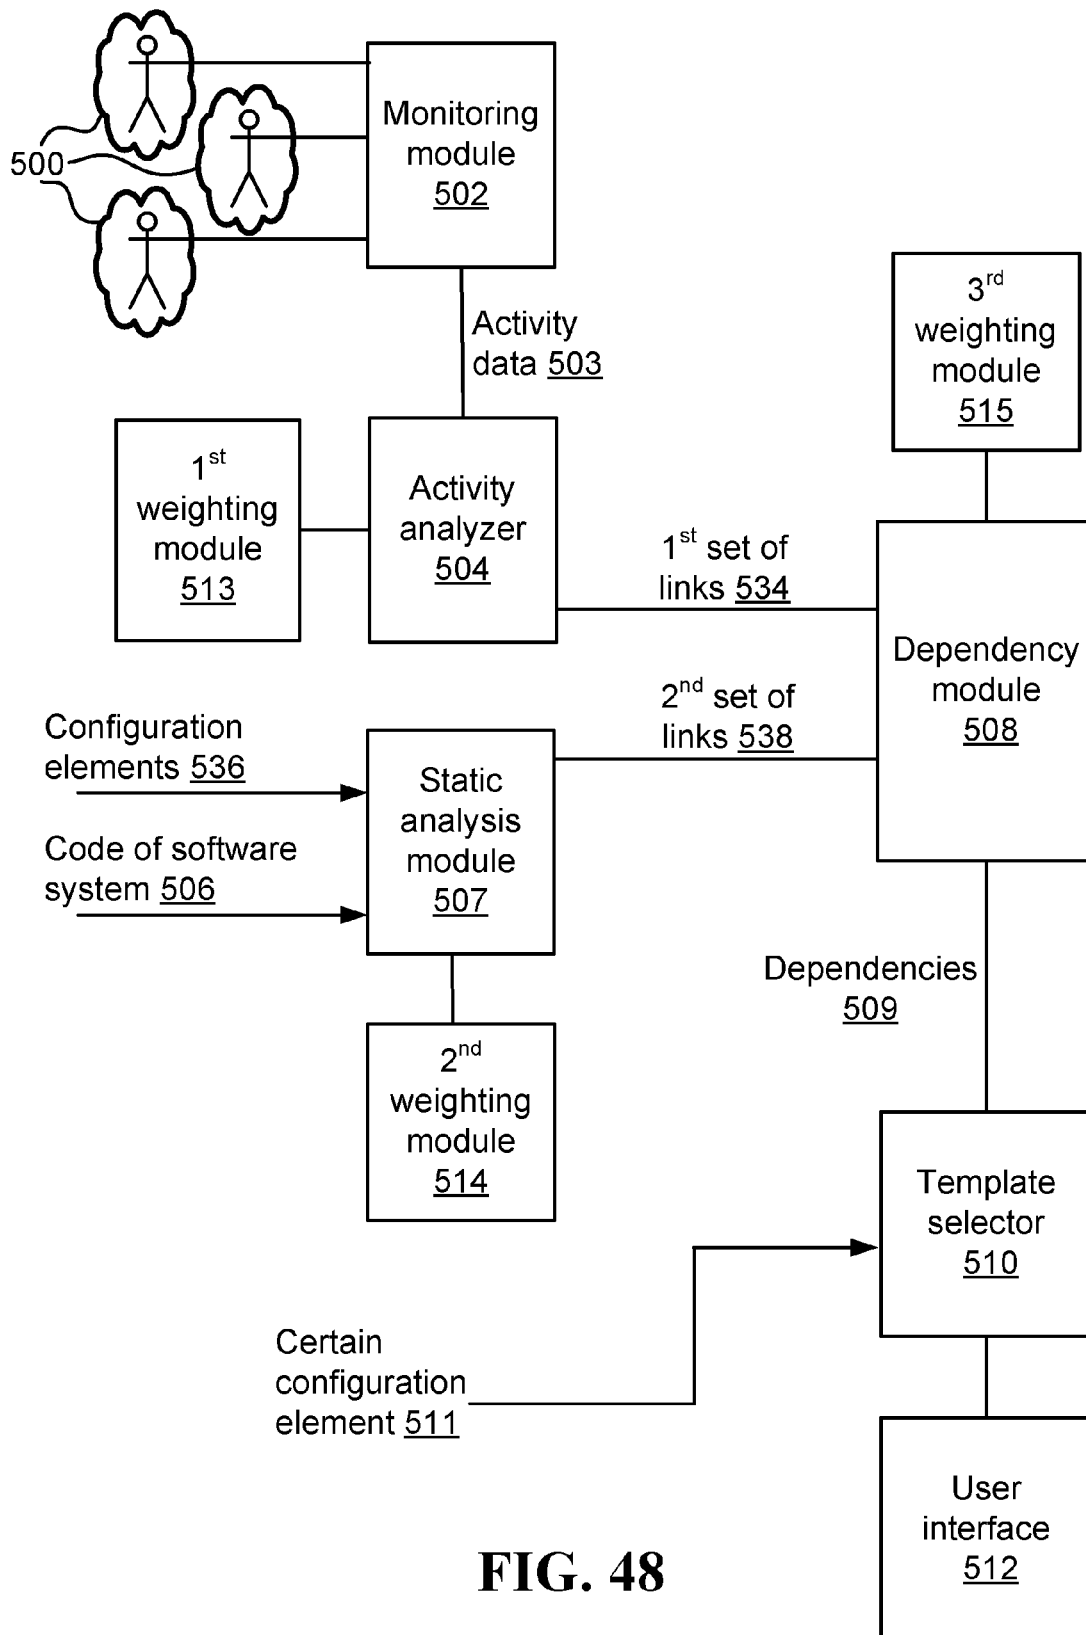 500
Monitoring
module
502
Activity
data 503
3rd
weighting
module
515
1st
weighting
module
513
Activity
analyzer
504
1st set of
links 534
Dependency
module
508
2nd set of
links 538
Configuration
elements 536
Code of software
system 506
Static
analysis
module
507
Dependencies
509
2nd
weighting
module
514
Template
selector
510
Certain
configuration
element 511
User
interface
512
FIG. 48